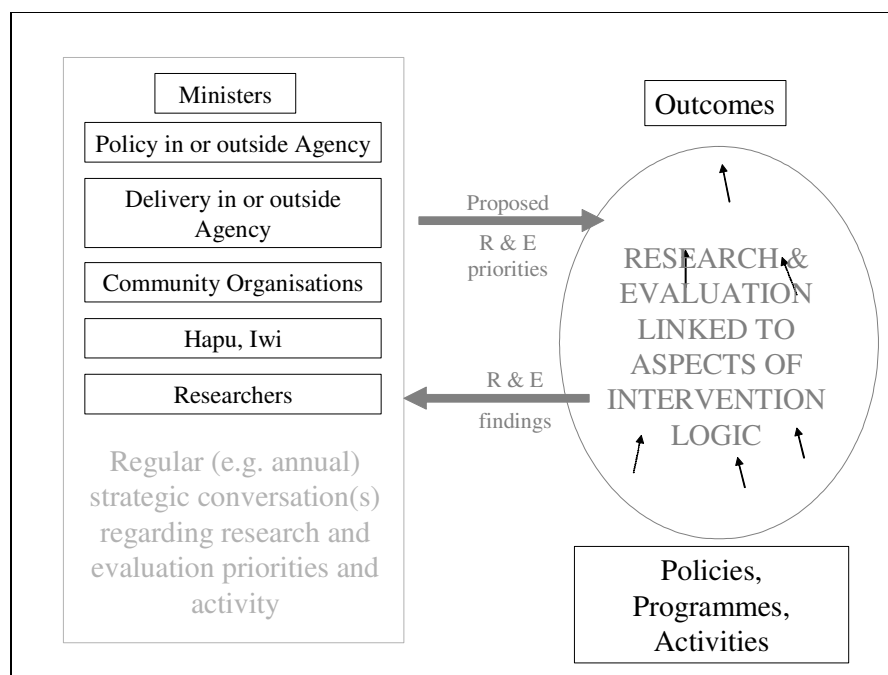 Ministers
Policy in or outside Agency
Delivery in or outside
Agency
Community Organisations
Hapu, Iwi
Researchers
Regular (e.g. annual)
strategic conversation(s)
regarding research and
evaluation priorities and
activity
Proposed
R & E
priorities
R & E
findings
Outcomes
RESEARCH &
EVALUATION
LINKED TO
ASPECTS OF
INTERVENTION
LOGIC
Policies,
Programmes,
Activities